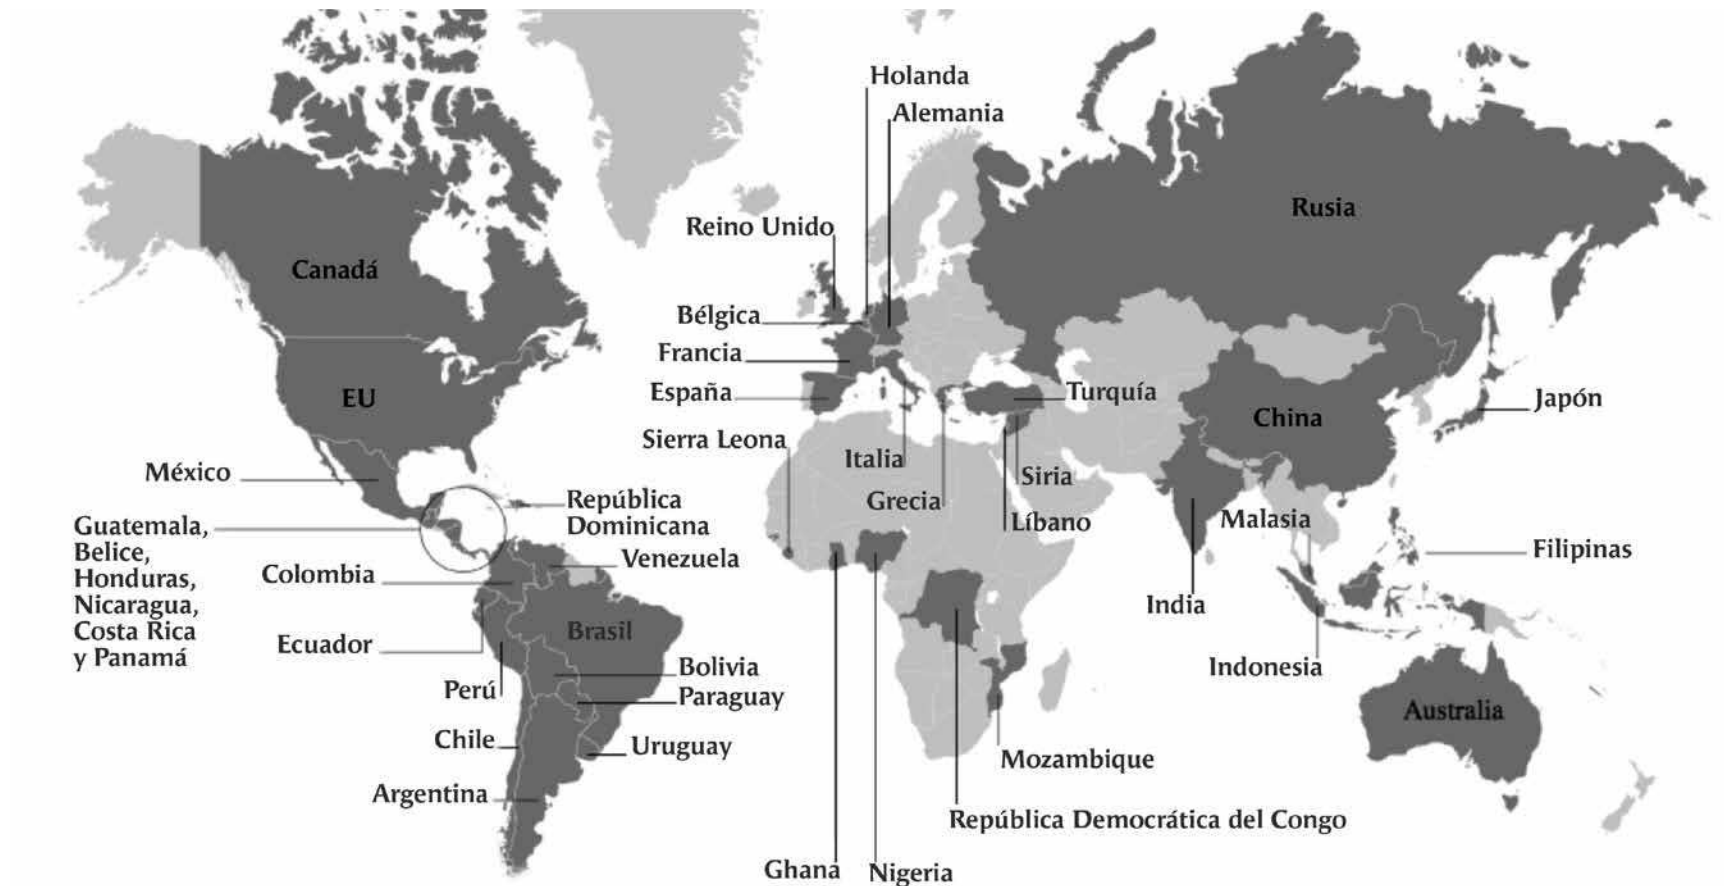 Holanda
Alemania
Rusia
Reino Unido
Canadá
Bélgica
Francia
España
EU
Turquía
Japón
China
Sierra Leona
Italia
Siria
México
Grecia
República
Dominicana
Líbano
Malasia
Guatemala,
Belice,
Honduras,
Nicaragua,
Costa Rica
y Panamá
Venezuela
Filipinas
Colombia
India
Brasil
Ecuador
Bolivia
Indonesia
Perú
Paraguay
Australia
Chile
Uruguay
Mozambique
Argentina
República Democrática del Congo
Ghana
Nigeria